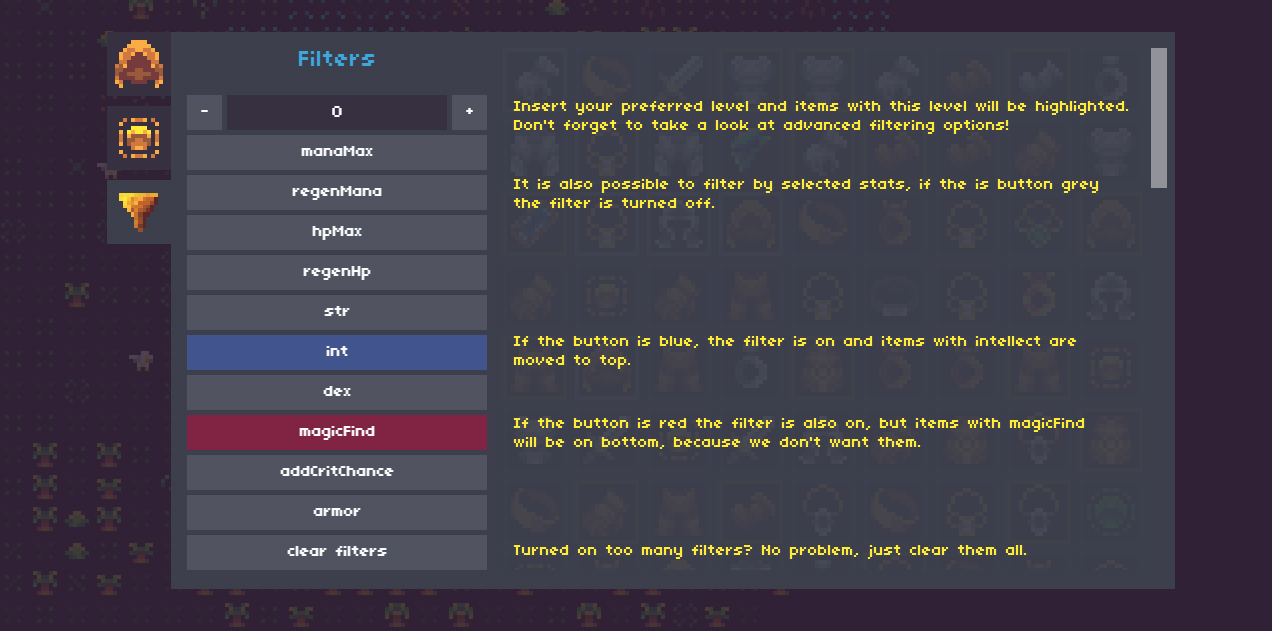 Filters
-
0
+
Insert your preferred level and items with this level will be highlighted.
Don't forget to take a look at advanced filtering options!
manaMax
regenMana
It is also possible to filter by selected stats, if the is button grey
the filter is turned off.
hpMax
regenHp
str
int
If the button is blue, the filter is on and items with intellect are
moved to top.
dex
magicFind
If the button is red the filter is also on, but items with magicFind
will be on bottom, because we don't want them.
addCritChance
armor
clear filters
Turned on too many filters? No problem, just clear them all.